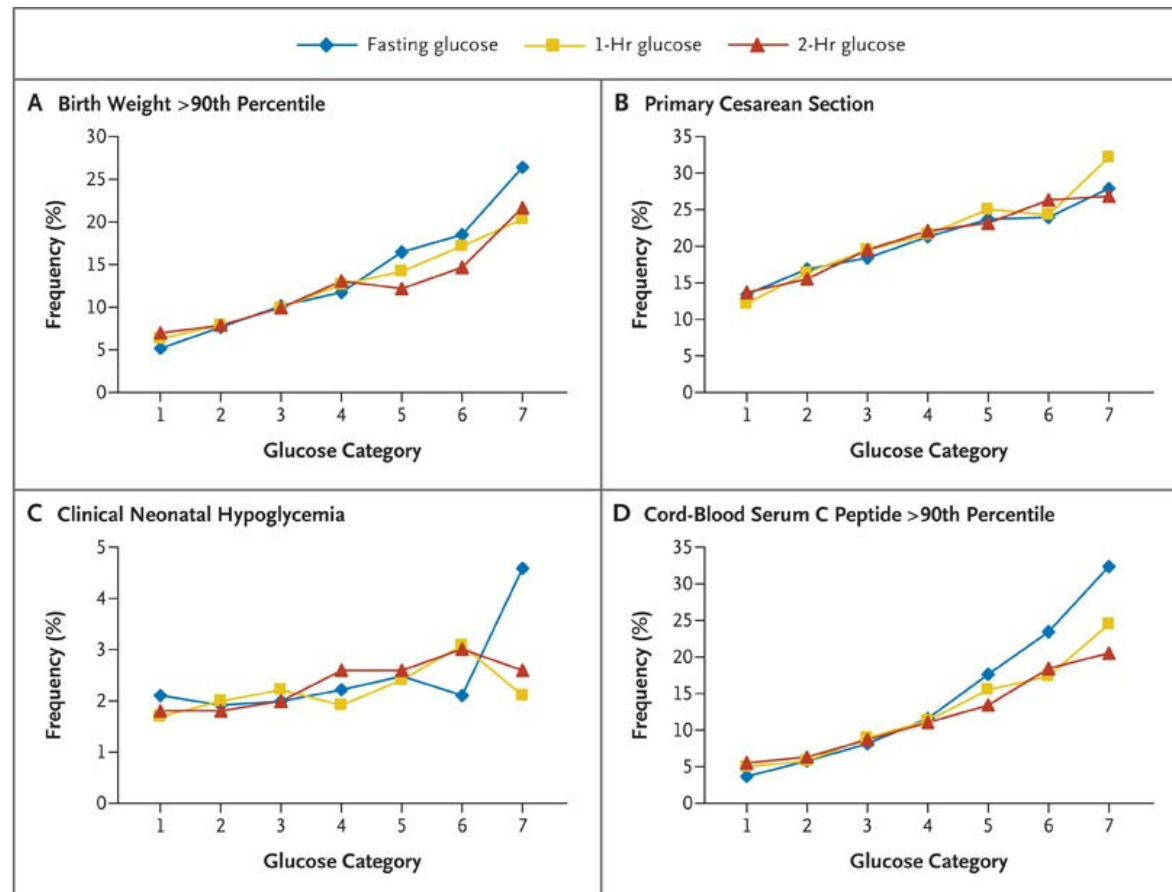 Fasting glucose 1-Hr glucose 2-Hr glucose
A Birth Weight >90th Percentile
30
25
20
15
10
5
0
Frequency (%)
1 2 3 4 5 6 7
Glucose Category
B Primary Cesarean Section
35
30
25
20
15
10
5
0
Frequency (%)
1 2 3 4 5 6 7
Glucose Category
C Clinical Neonatal Hypoglycemia
5
4
3
2
1
0
Frequency (%)
1 2 3 4 5 6 7
Glucose Category
D Cord-Blood Serum C Peptide >90th Percentile
35
30
25
20
15
10
5
0
Frequency (%)
1 2 3 4 5 6 7
Glucose Category